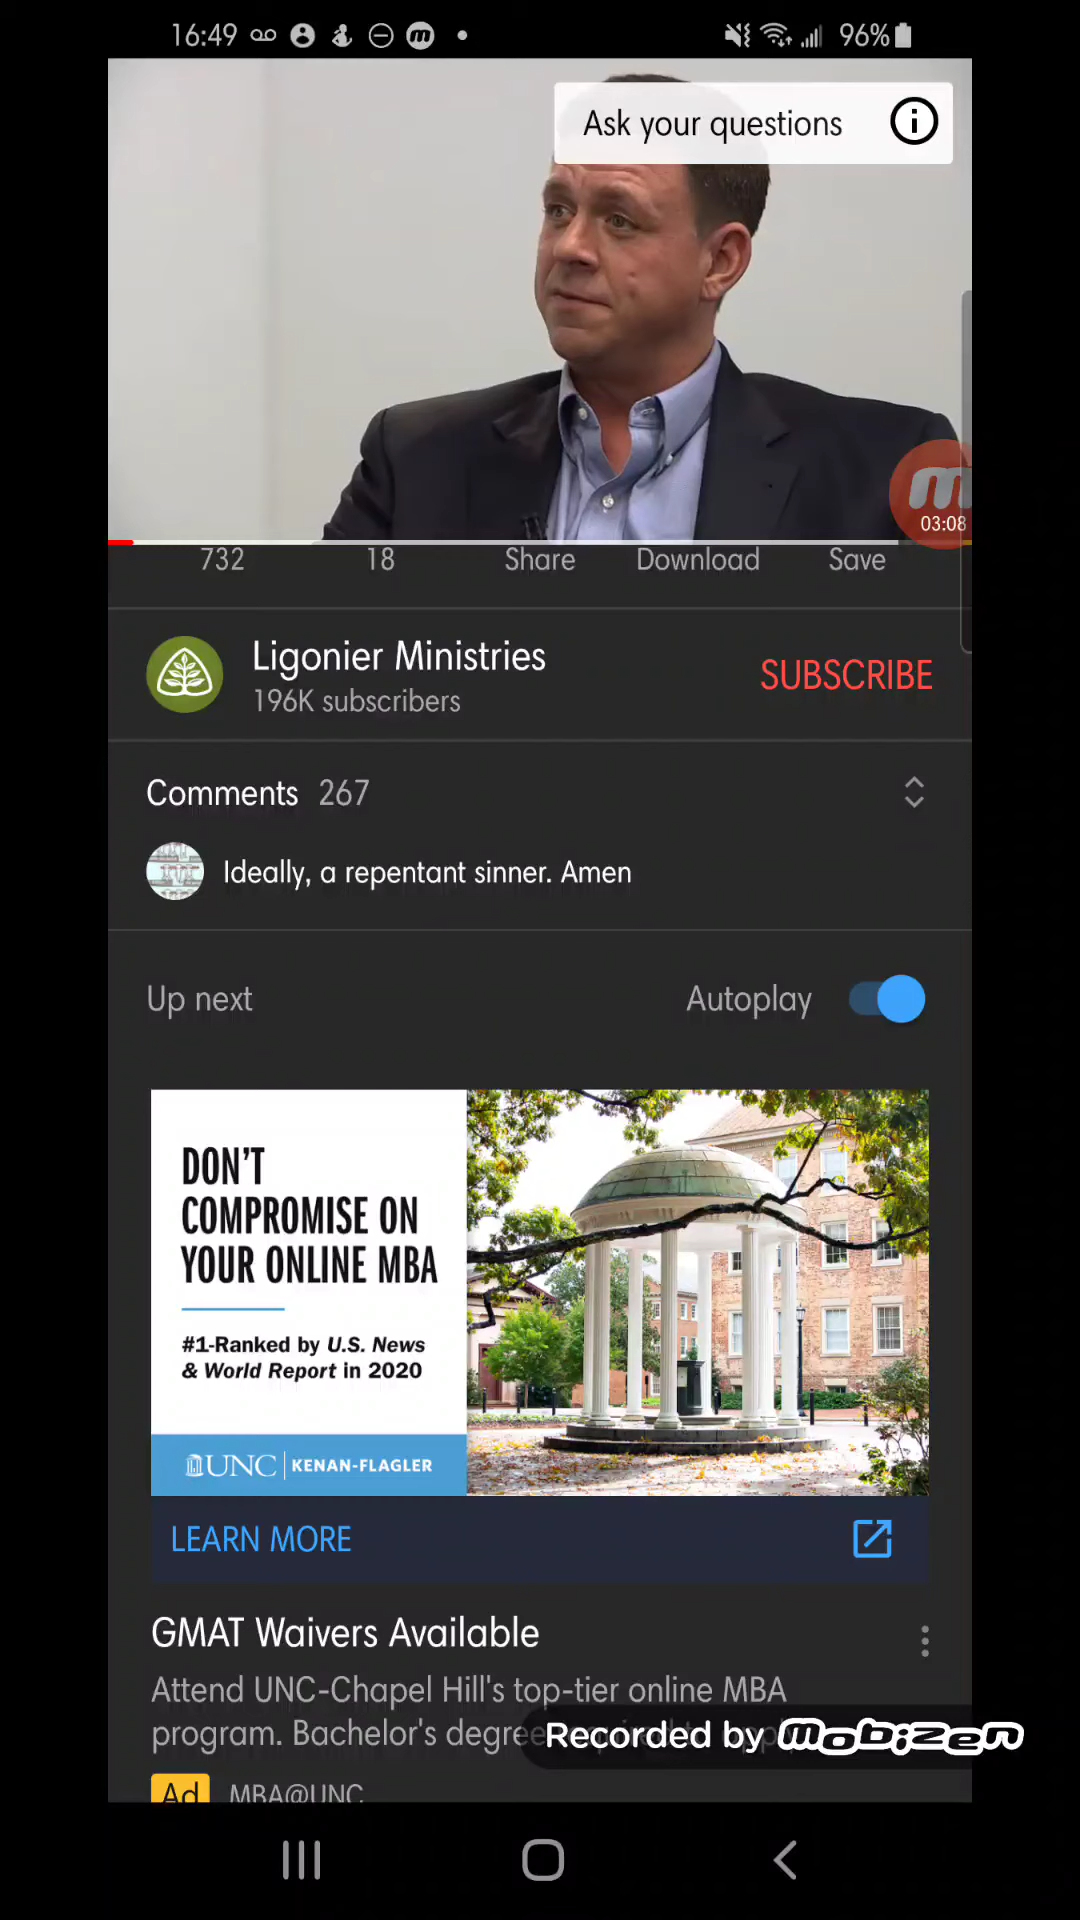 16:49
96%
Ask your questions
03:08
732 18 Share Download Save
Ligonier Ministries
196K subscribers
SUBSCRIBE
Comments 267
Ideally, a repentant sinner. Amen
Up next
Autoplay
DON'T
COMPROMISE ON
YOUR ONLINE MBA
#1-Ranked by U.S. News
& World Report in 2020
UNC KENAN-FLAGLER
LEARN MORE
GMAT Waivers Available
Attend UNC-Chapel Hill's top-tier online MBA
program. Bachelor's degree
Recorded by mobizen
Ad MBA@UNC